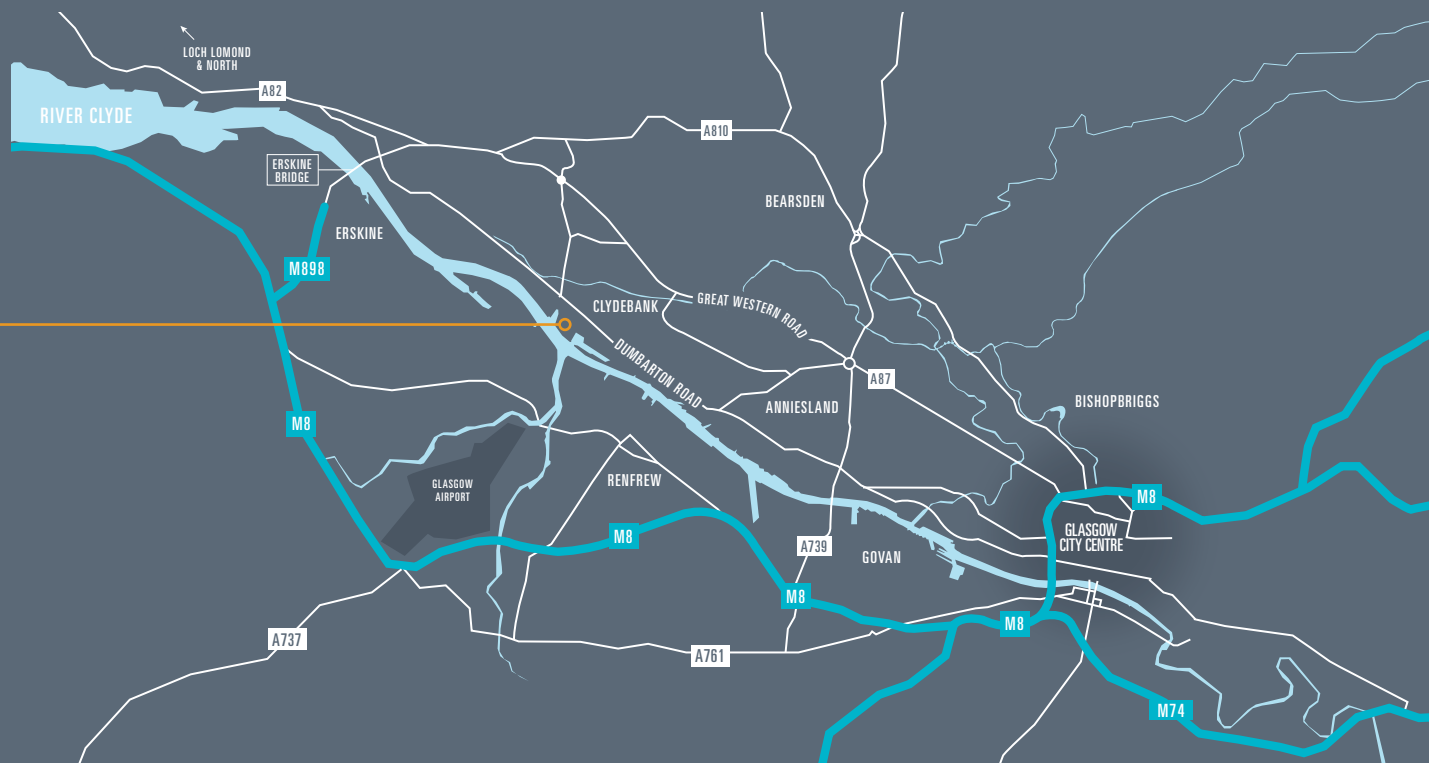 LOCH LOMOND
& NORTH
A82
RIVER CLYDE
A810
ERSKINE
BRIDGE
BEARSDEN
ERSKINE
M898
CLYDEBANK
GREAT WESTERN ROAD
DUMBARTON ROAD
A87
ANNIESLAND
BISHOPBRIGGS
M8
GLASGOW
AIRPORT
RENFREW
M8
M8
GLASGOW
CITY CENTRE
A739
GOVAN
M8
M8
A737
A761
M74